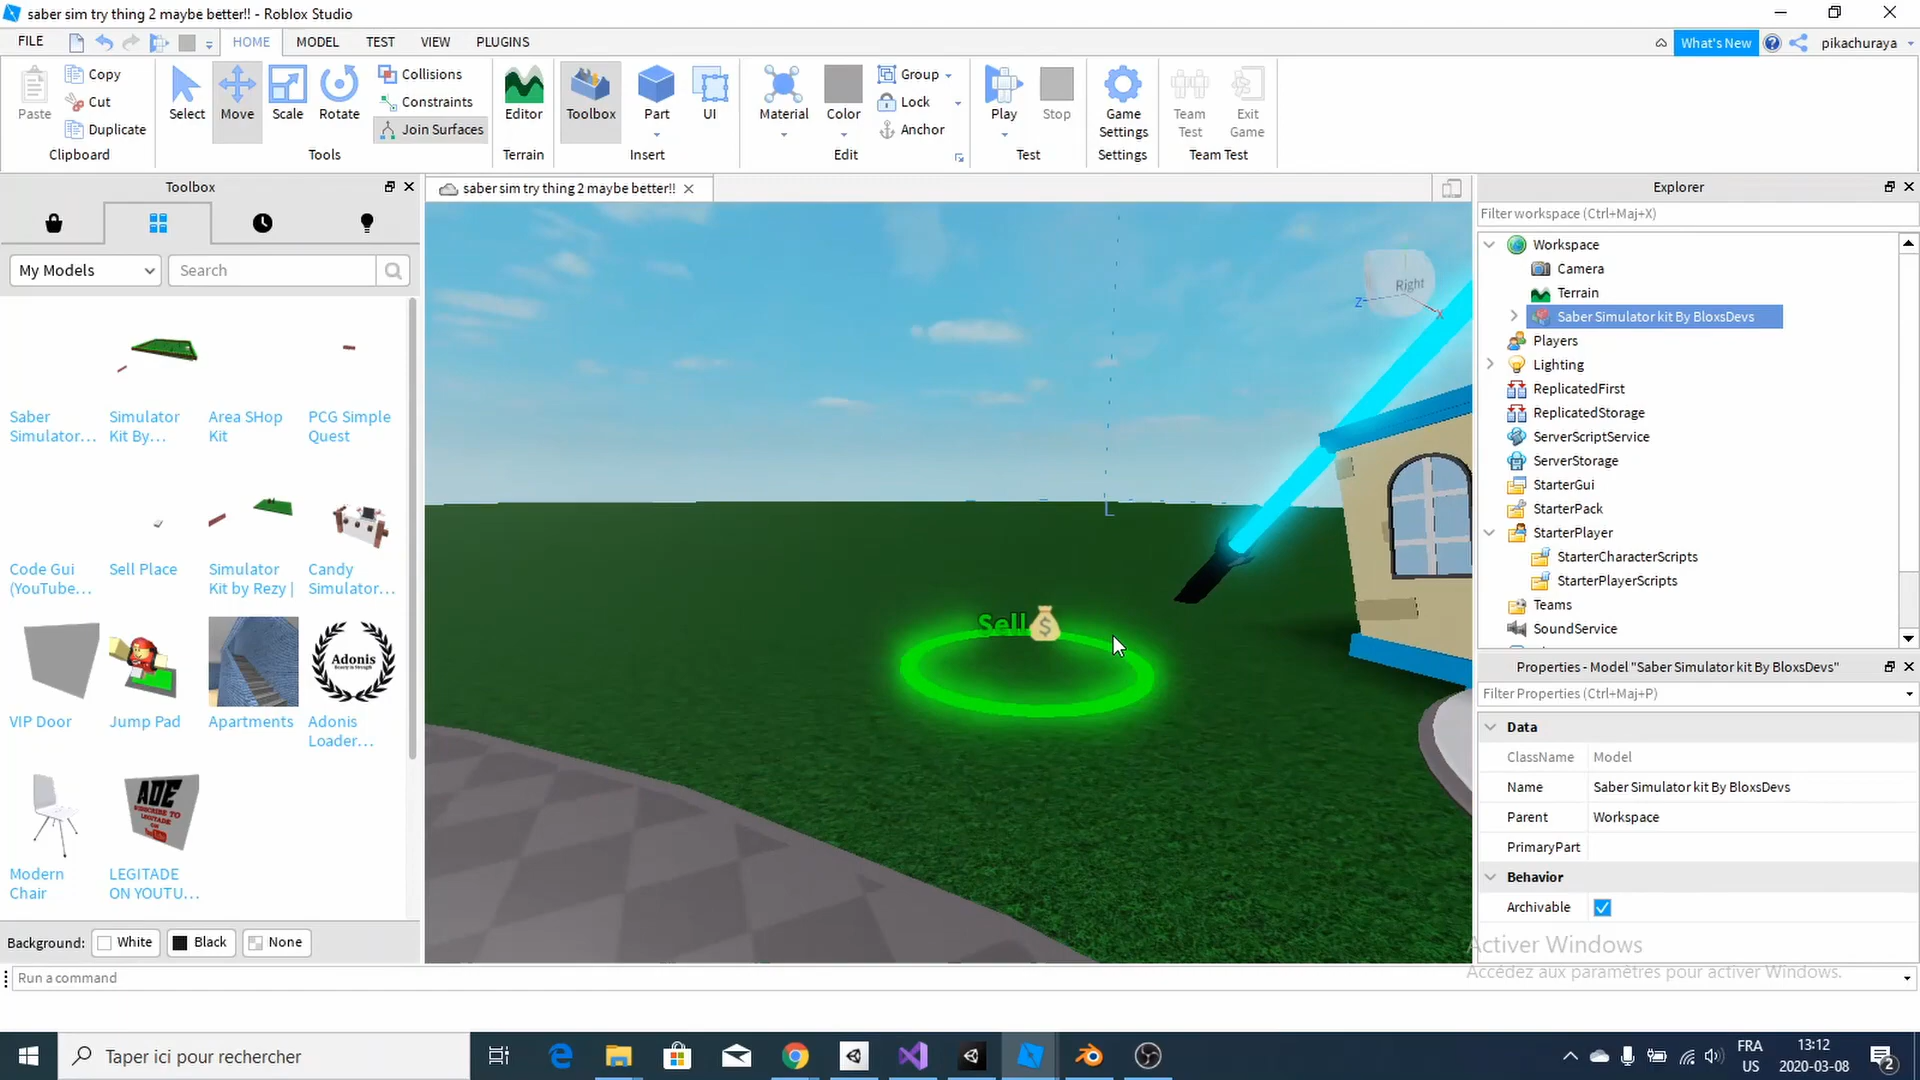 saber sim try thing 2 maybe better!! - Roblox Studio
FILE HOME MODEL TEST VIEW PLUGINS What's New pikachuraya
Paste Copy Cut Duplicate
Clipboard
Select Move Scale Rotate Collisions Constraints Join Surfaces
Tools
Editor
Terrain
Toolbox Part UI
Insert
Material Color Group Lock Anchor
Edit
Play Stop
Test
Game Settings
Settings
Team Test Exit Game
Team Test
Toolbox
My Models Search
Saber Simulator...
Simulator Kit By...
Area SHop Kit
PCG Simple Quest
Code Gui (YouTube...
Sell Place
Simulator Kit by Rezy |
Candy Simulator...
VIP Door
Jump Pad
Apartments
Adonis
Adonis Loader...
Modern Chair
ADE
SUBSCRIBE TO
LEGITADE
ON
LEGITADE ON YOUTU...
Background: White Black None
saber sim try thing 2 maybe better!!
Right
Z
X
Sell
$
Explorer
Filter workspace (Ctrl+Maj+X)
Workspace
Camera
Terrain
Saber Simulator kit By BloxsDevs
Players
Lighting
ReplicatedFirst
ReplicatedStorage
ServerScriptService
ServerStorage
StarterGui
StarterPack
StarterPlayer
StarterCharacterScripts
StarterPlayerScripts
Teams
SoundService
Properties - Model "Saber Simulator kit By BloxsDevs"
Filter Properties (Ctrl+Maj+P)
Data
ClassName Model
Name Saber Simulator kit By BloxsDevs
Parent Workspace
PrimaryPart
Behavior
Archivable
Activer Windows
Accédez aux paramètres pour activer Windows.
Run a command
Taper ici pour rechercher
FRA
US
13:12
2020-03-08
2